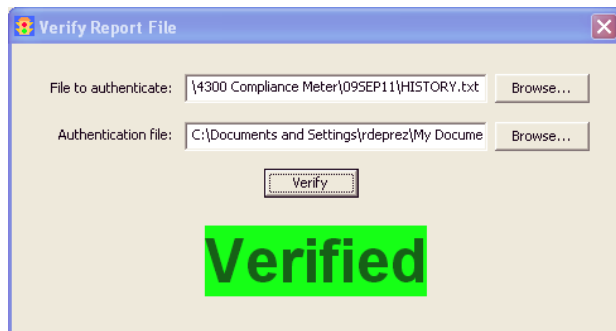 Verify Report File
File to authenticate: \4300 Compliance Meter\09SEP11\HISTORY.txt Browse...
Authentication file: C:\Documents and Settings\rdeprez\My Docume Browse...
Verify
Verified